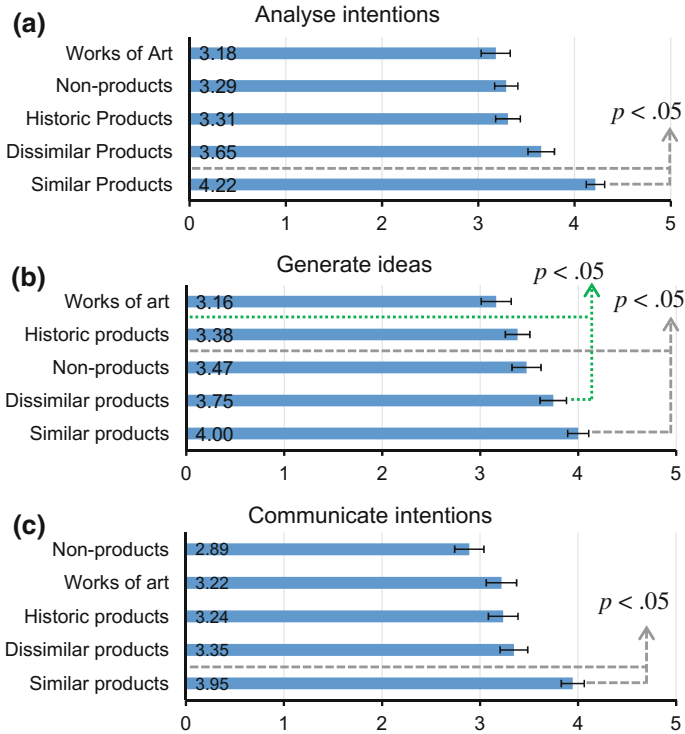 (a)
Analyse intentions
Works of Art 3.18
Non-products 3.29
Historic Products 3.31
p < .05
Dissimilar Products 3.65
Similar Products 4.22
0 1 2 3 4 5
(b)
Generate ideas
p < .05
p < .05
Works of art 3.16
Historic products 3.38
Non-products 3.47
Dissimilar products 3.75
Similar products 4.00
0 1 2 3 4 5
(c)
Communicate intentions
Non-products 2.89
Works of art 3.22
p < .05
Historic products 3.24
Dissimilar products 3.35
Similar products 3.95
0 1 2 3 4 5